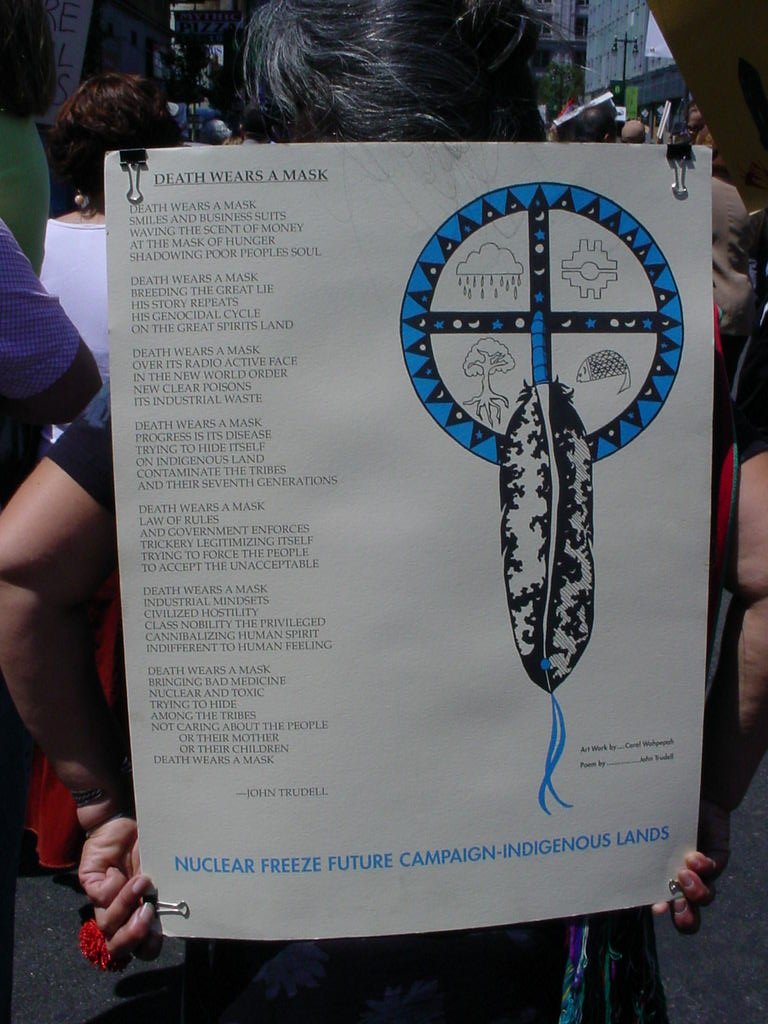 MYTHIC
PIZZ
RE
LS
DEATH WEARS A MASK
DEATH WEARS A MASK
SMILES AND BUSINESS SUITS
WAVING THE SCENT OF MONEY
AT THE MASK OF HUNGER
SHADOWING POOR PEOPLES SOUL
DEATH WEARS A MASK
BREEDING THE GREAT LIE
HIS STORY REPEATS
HIS GENOCIDAL CYCLE
ON THE GREAT SPIRITS LAND
DEATH WEARS A MASK
OVER ITS RADIO ACTIVE FACE
IN THE NEW WORLD ORDER
NEW CLEAR POISONS
ITS INDUSTRIAL WASTE
DEATH WEARS A MASK
PROGRESS IS ITS DISEASE
TRYING TO HIDE ITSELF
ON INDIGENOUS LAND
CONTAMINATE THE TRIBES
AND THEIR SEVENTH GENERATIONS
DEATH WEARS A MASK
LAW OF RULES
AND GOVERNMENT ENFORCES
TRICKERY LEGITIMIZING ITSELF
TRYING TO FORCE THE PEOPLE
TO ACCEPT THE UNACCEPTABLE
DEATH WEARS A MASK
INDUSTRIAL MINDSETS
CIVILIZED HOSTILITY
CLASS NOBILITY THE PRIVILEGED
CANNIBALIZING HUMAN SPIRIT
INDIFFERENT TO HUMAN FEELING
DEATH WEARS A MASK
BRINGING BAD MEDICINE
NUCLEAR AND TOXIC
TRYING TO HIDE
AMONG THE TRIBES
NOT CARING ABOUT THE PEOPLE
OR THEIR MOTHER
OR THEIR CHILDREN
DEATH WEARS A MASK
—JOHN TRUDELL
Art Work by....Carol Wahpepah
Poem by ..............John Trudell
NUCLEAR FREEZE FUTURE CAMPAIGN-INDIGENOUS LANDS